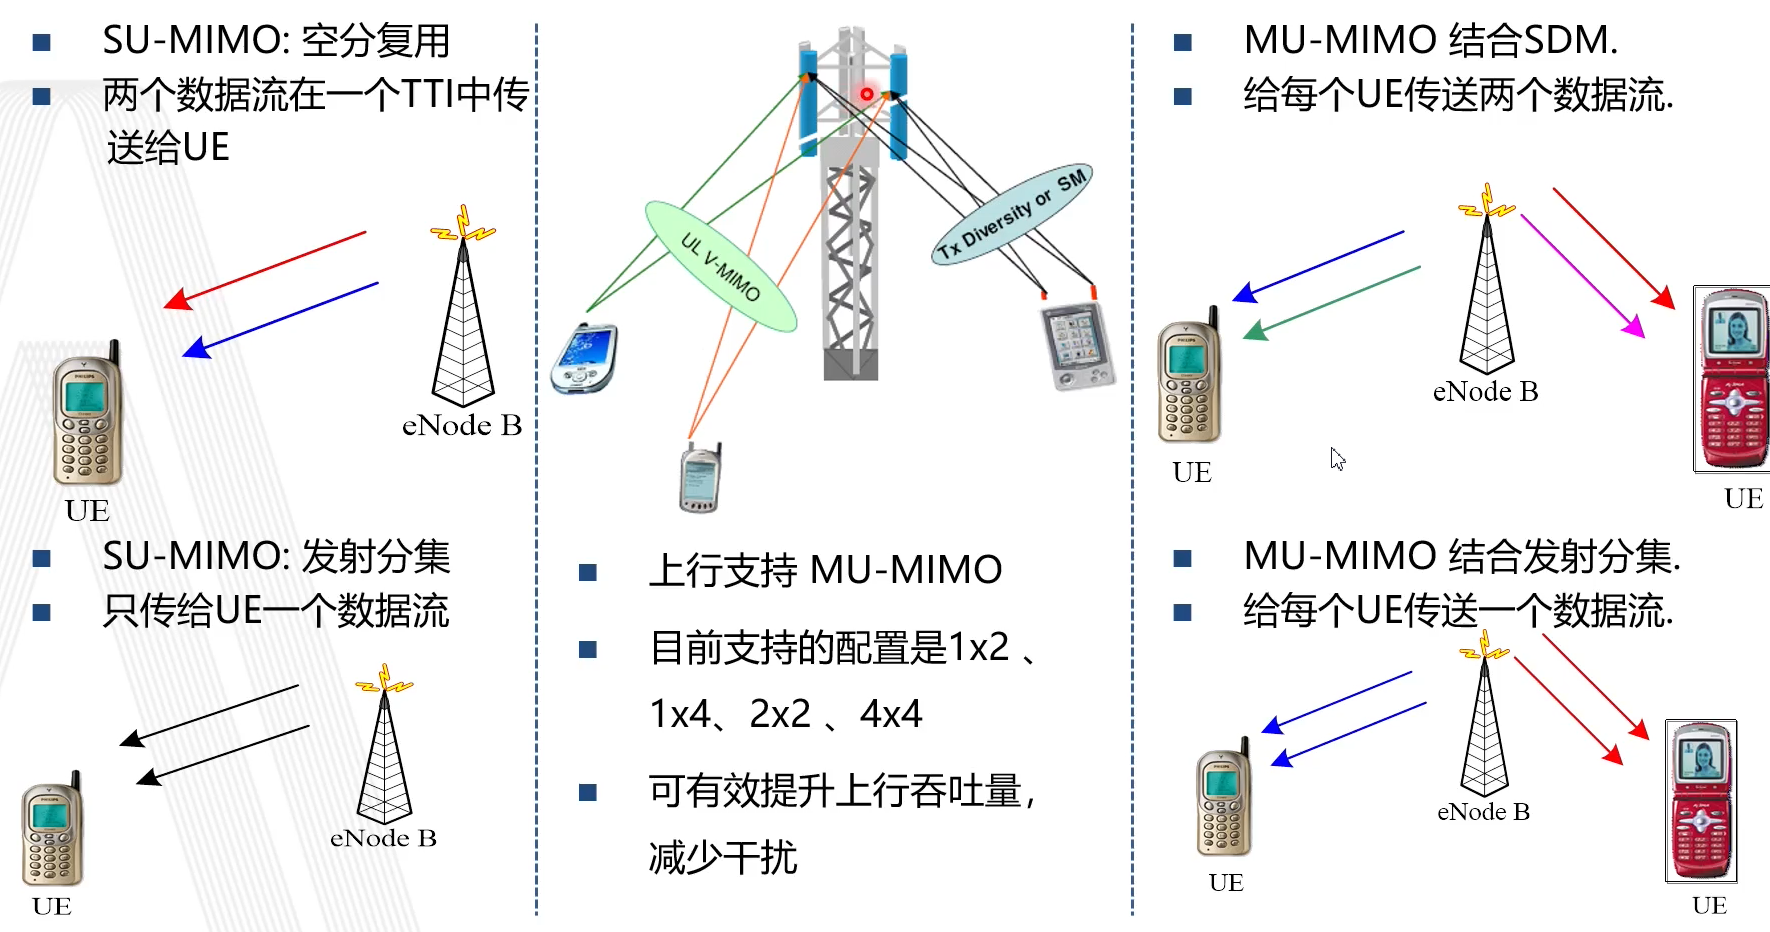 SU-MIMO: 空分复用
两个数据流在一个TTI中传
送给UE
eNode B
UE
SU-MIMO: 发射分集
只传给UE一个数据流
eNode B
UE
UL V-MIMO
Tx Diversity or SM
上行支持 MU-MIMO
目前支持的配置是1x2 、
1x4、2x2 、4x4
可有效提升上行吞吐量,
减少干扰
MU-MIMO 结合SDM.
给每个UE传送两个数据流.
eNode B
UE
UE
MU-MIMO 结合发射分集.
给每个UE传送一个数据流.
eNode B
UE
UE